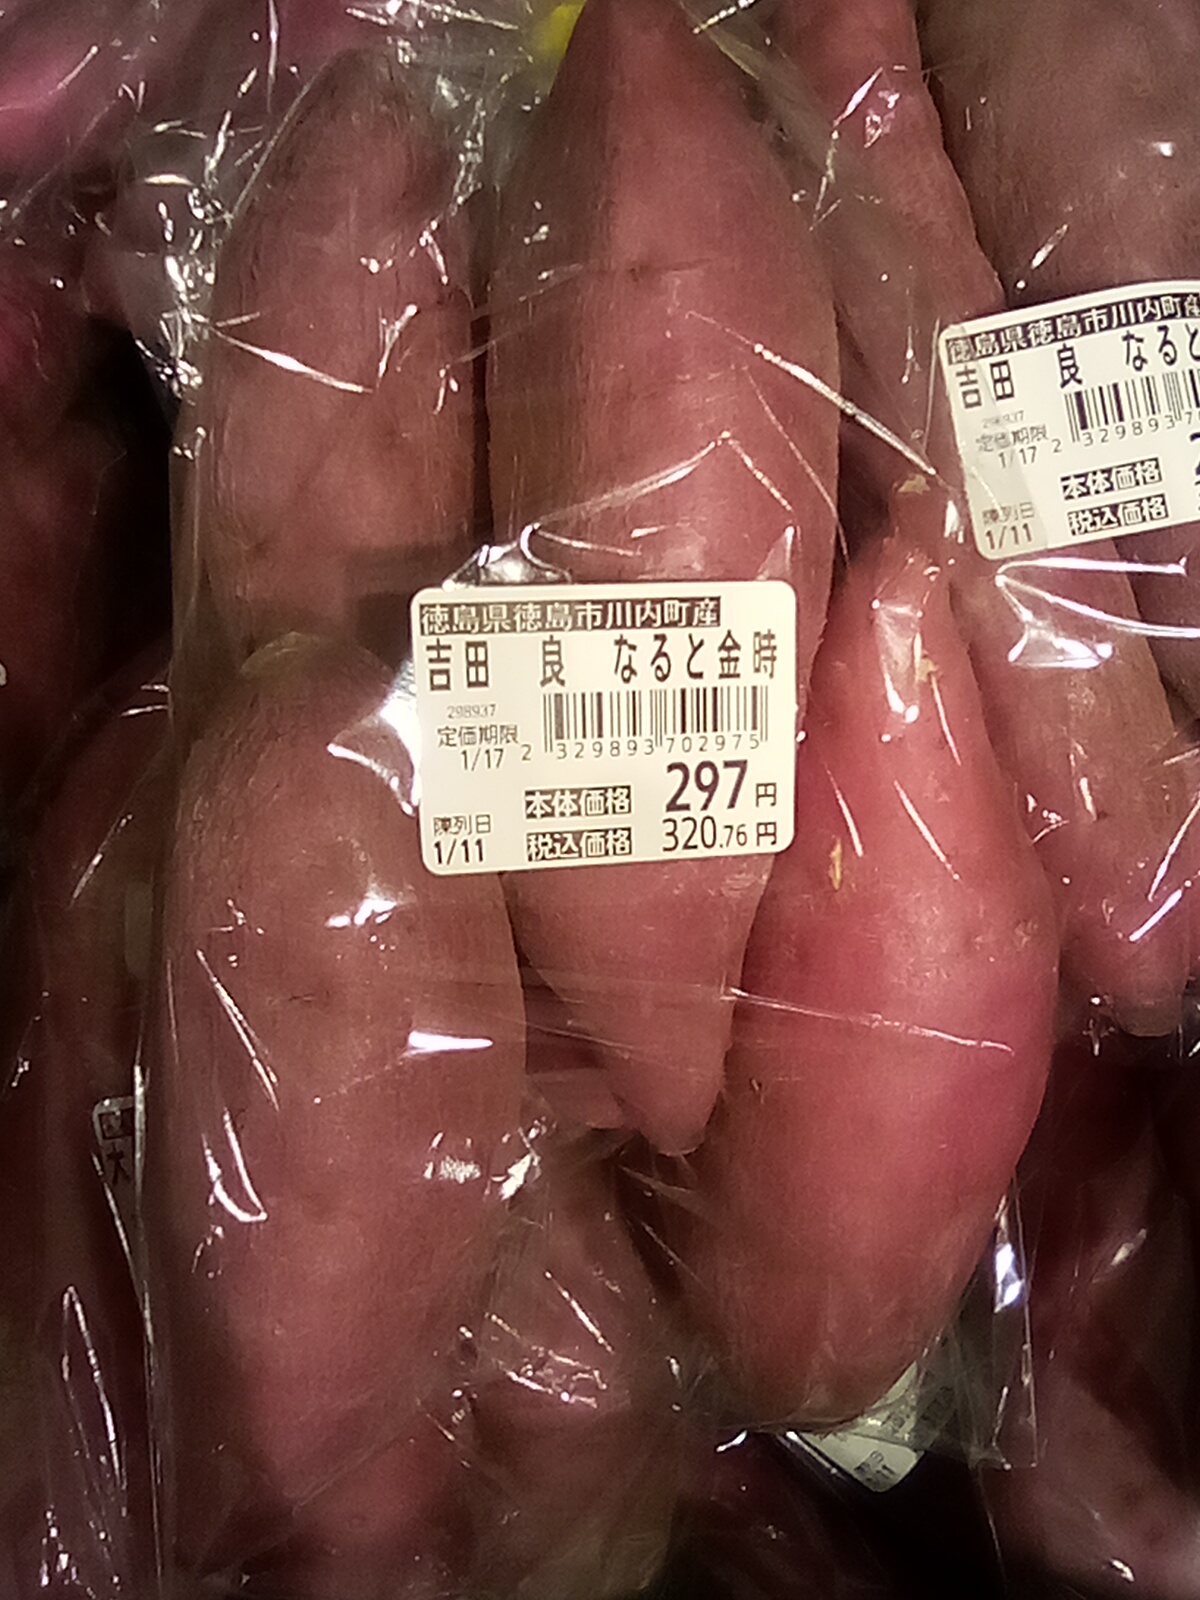 徳島県徳島市川内町産
吉田 良 なると金時
298937
定価期限
1/17
2 329893 702975
本体価格 297円
陳列日
1/11
税込価格 320.76円
徳島県徳島市川内町産
吉田 良 なると
298937
定価期限
1/17
2 329893 7
本体価格
陳列日
1/11
税込価格